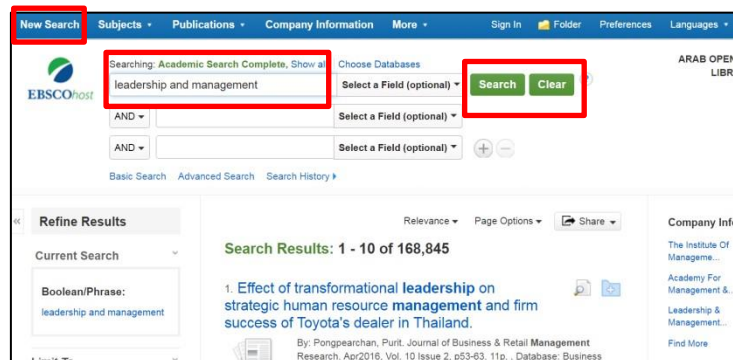 New Search Subjects Publications Company Information More Sign In Folder Preferences Languages
Searching: Academic Search Complete, Show all Choose Databases
ARAB OPEN
LIBR
EBSCOhost
leadership and management Select a Field (optional) Search Clear
AND Select a Field (optional)
AND Select a Field (optional)
Basic Search Advanced Search Search History
« Refine Results
Relevance Page Options Share
Company Info
Current Search
Search Results: 1 - 10 of 168,845
The Institute Of
Manageme...
Boolean/Phrase:
leadership and management
1. Effect of transformational leadership on
strategic human resource management and firm
success of Toyota's dealer in Thailand.
Academy For
Management &..
Leadership &
Management...
Find More
By: Pongpearchan, Purit. Journal of Business & Retail Management
Research. Apr2016, Vol. 10 Issue 2, p53-63. 11p. , Database: Business
Limit To